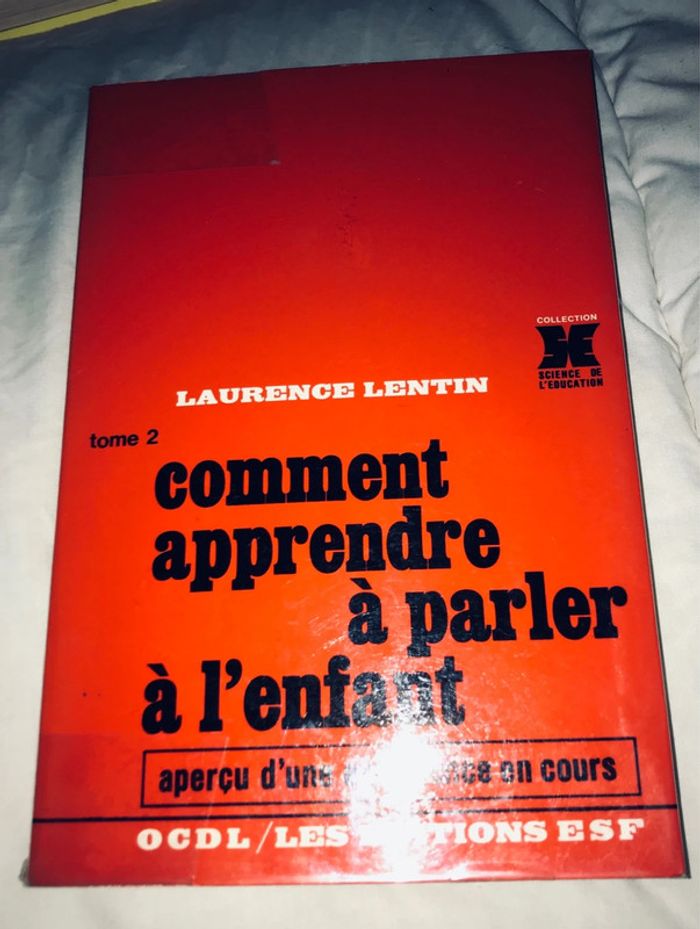 COLLECTION
SE
SCIENCE DE
L'EDUCATION
LAURENCE LENTIN
tome 2
comment
apprendre
à parler
à l'enfant
aperçu d'une en cours
OCDL/LES ESF